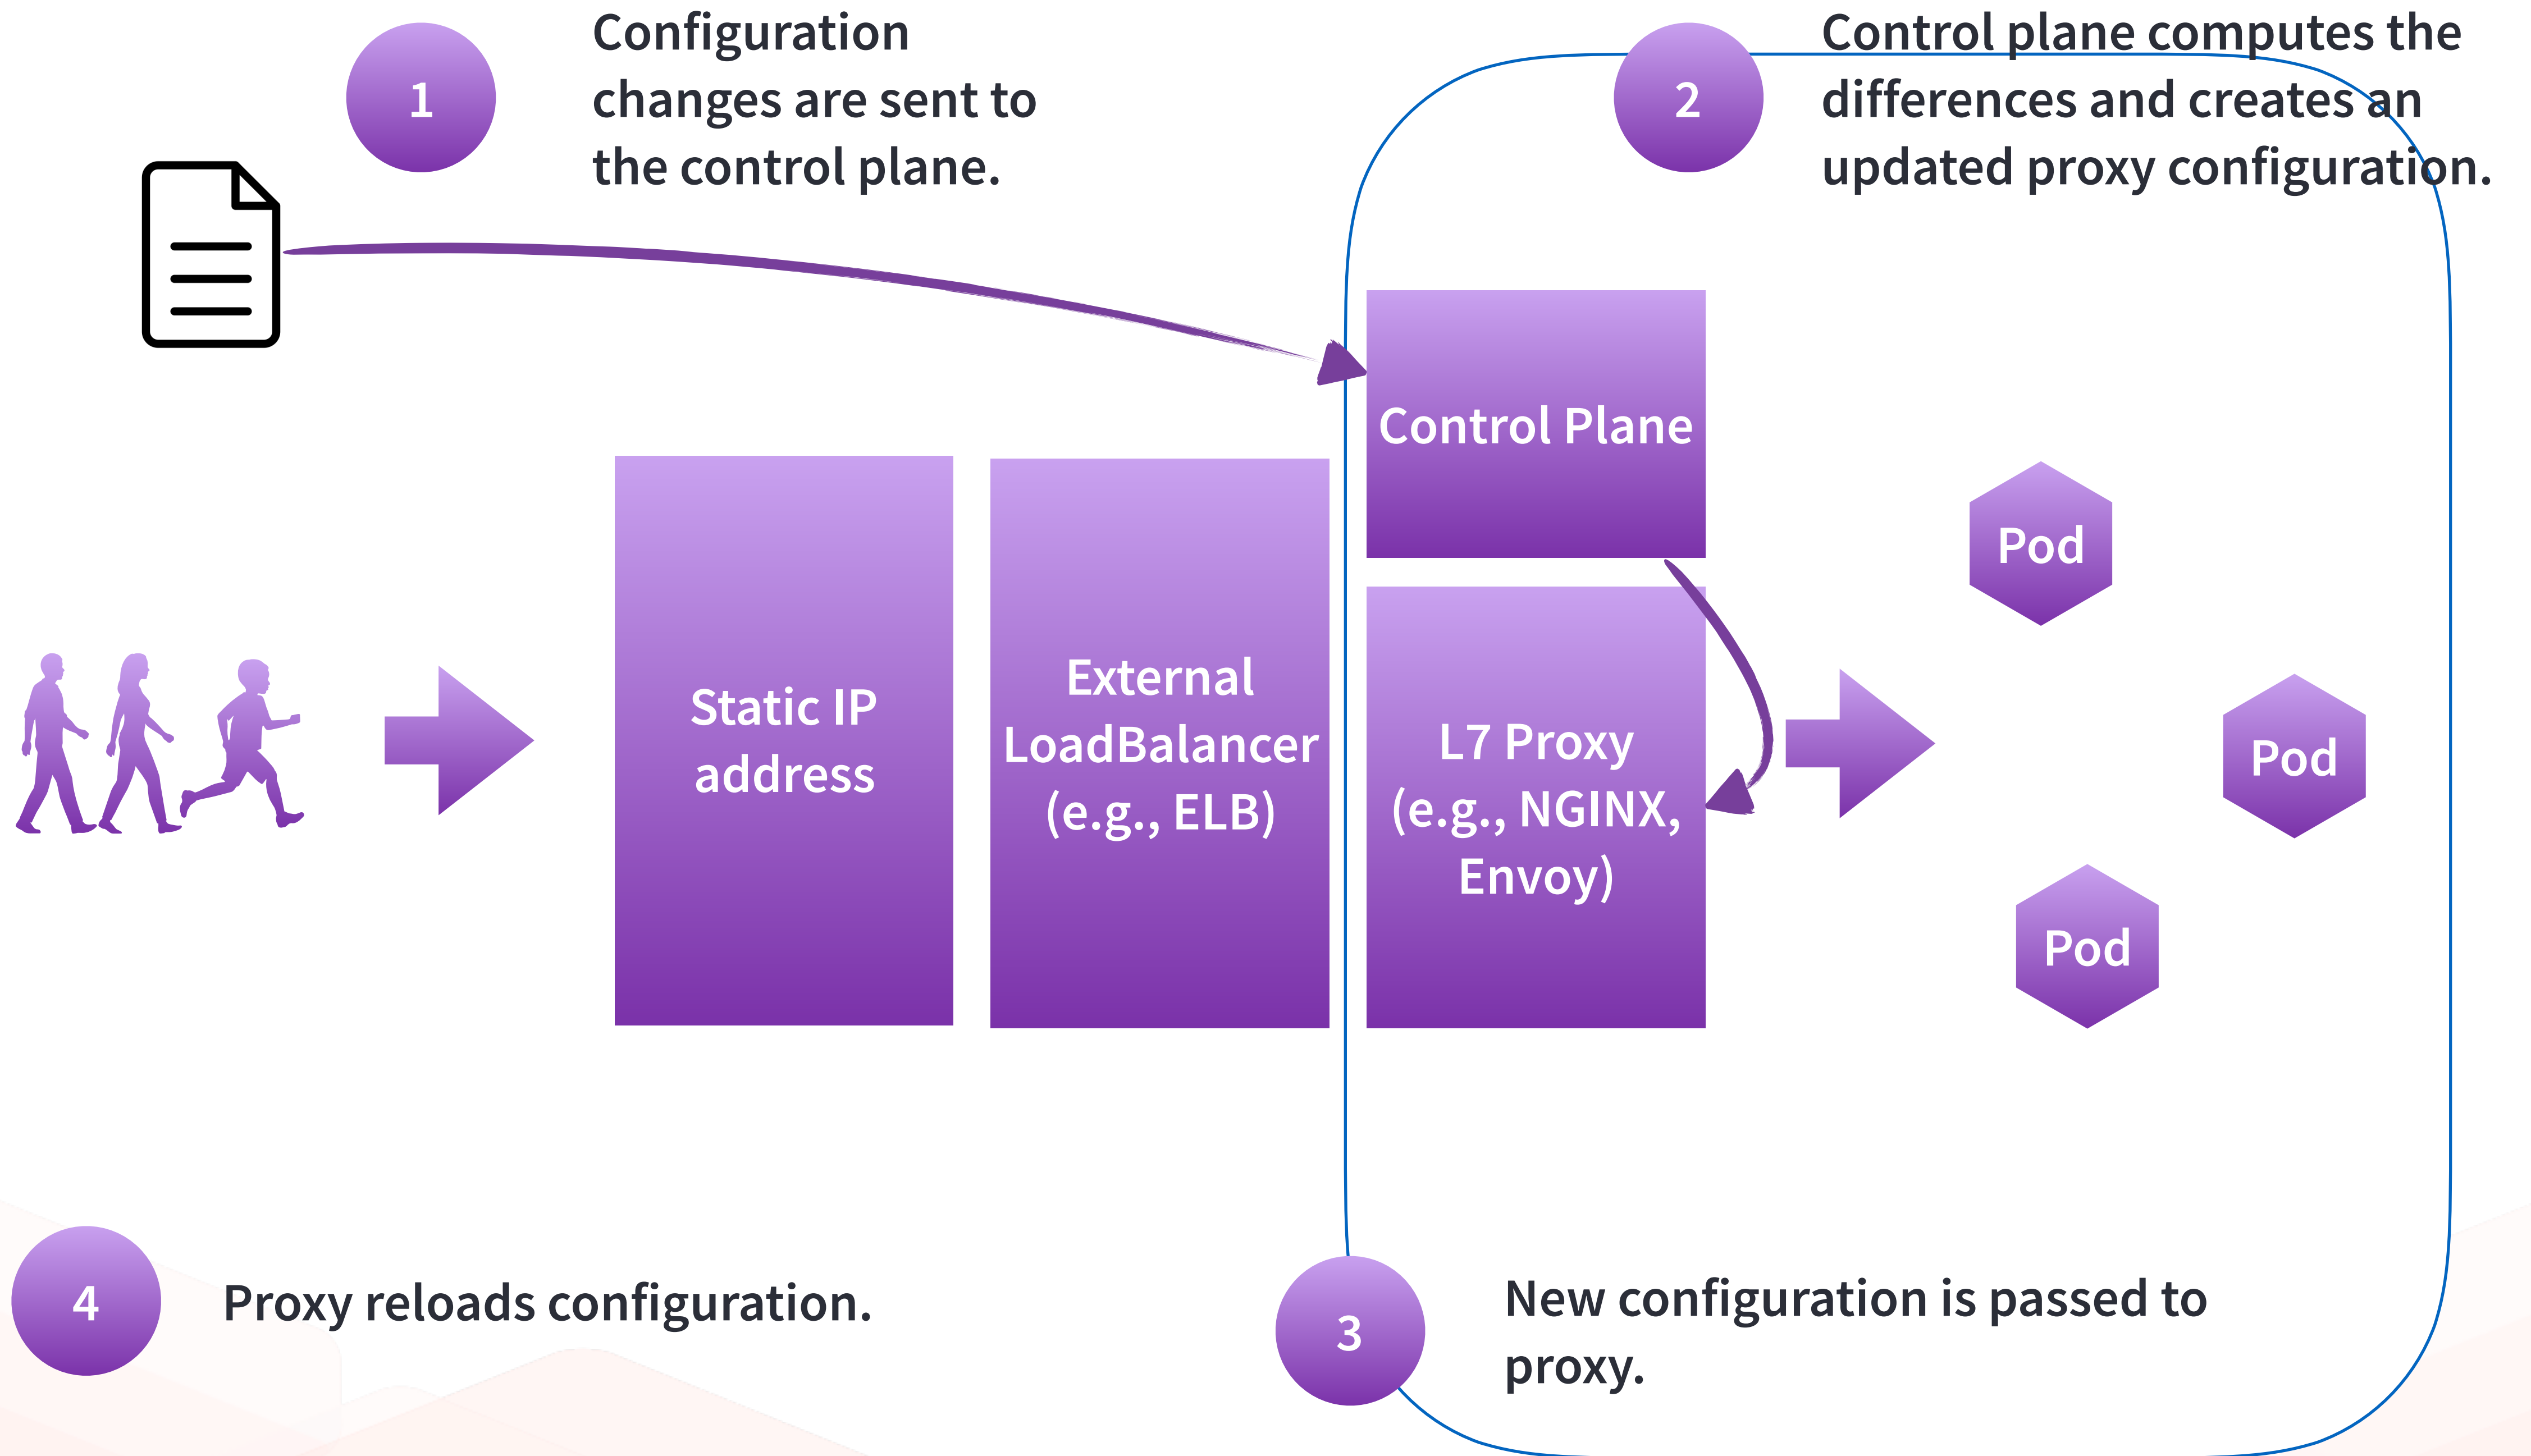 1
Configuration
changes are sent to
the control plane.
2
Control plane computes the
differences and creates an
updated proxy configuration.
Control Plane
Static IP
address
External
LoadBalancer
(e.g., ELB)
L7 Proxy
(e.g., NGINX,
Envoy)
Pod
Pod
Pod
4
Proxy reloads configuration.
3
New configuration is passed to
proxy.